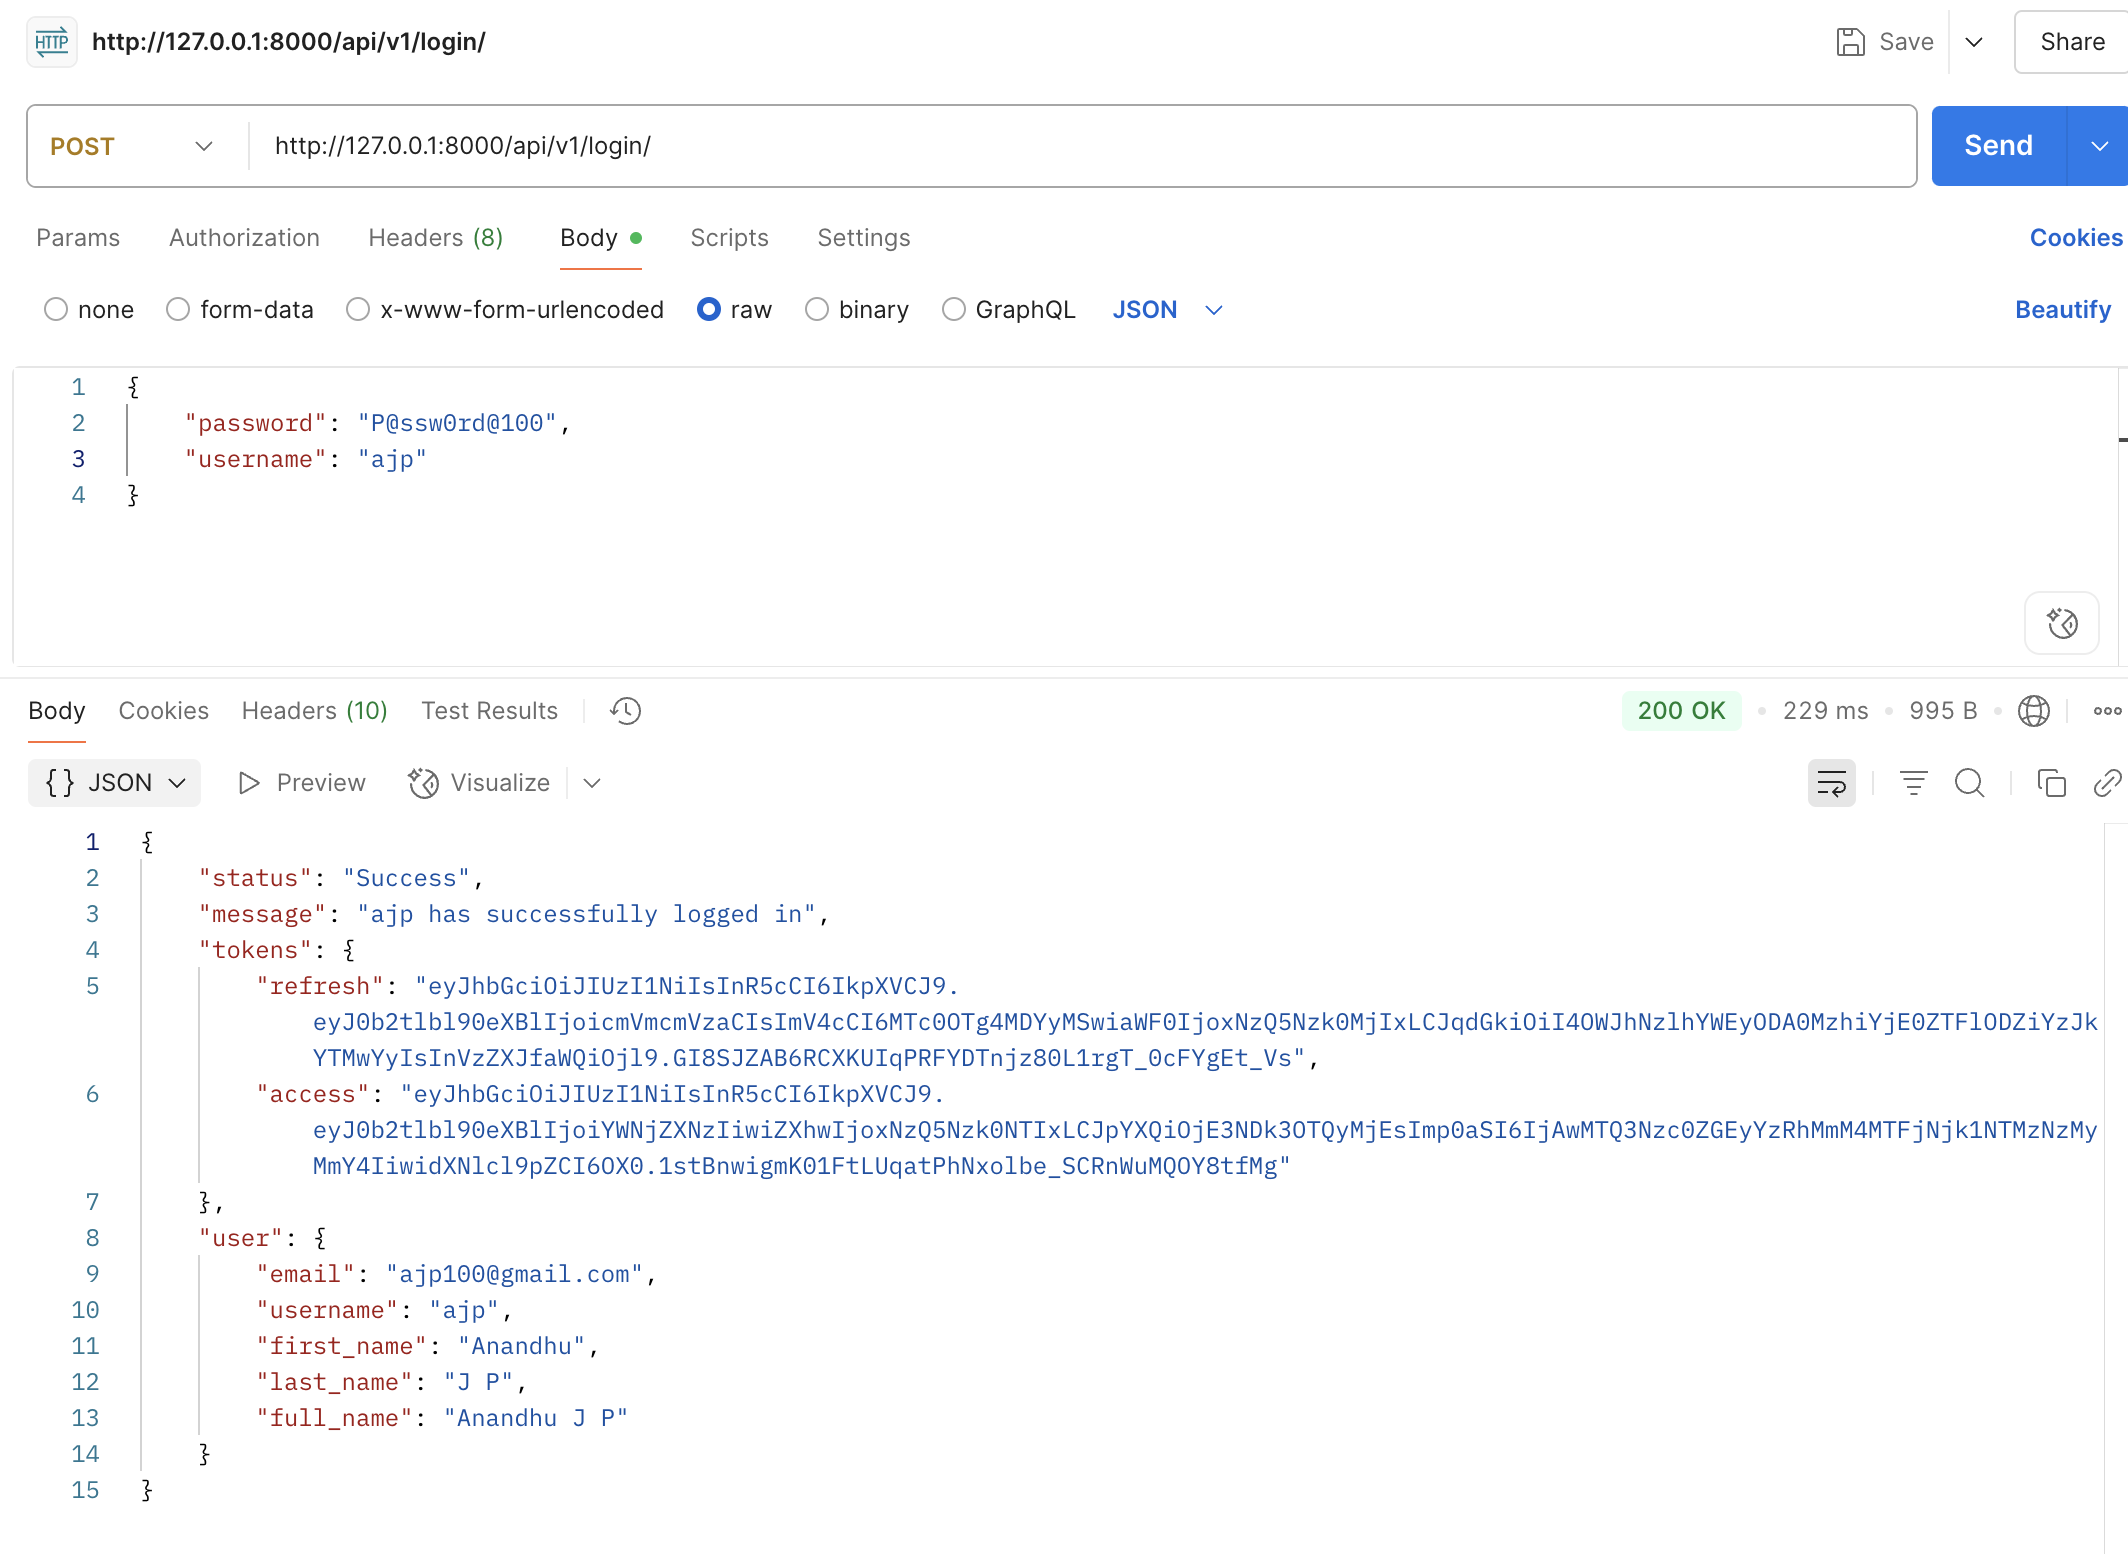 HTTP http://127.0.0.1:8000/api/v1/login/ Save Share
POST http://127.0.0.1:8000/api/v1/login/ Send
Params Authorization Headers (8) Body Scripts Settings Cookies
none form-data x-www-form-urlencoded raw binary GraphQL JSON Beautify
1 {
2 "password": "P@ssw0rd@100",
3 "username": "ajp"
4 }
Body Cookies Headers (10) Test Results 200 OK • 229 ms • 995 B •
{} JSON Preview Visualize
1 {
2 "status": "Success",
3 "message": "ajp has successfully logged in",
4 "tokens": {
5 "refresh": "eyJhbGciOiJIUzI1NiIsInR5cCI6IkpXVCJ9.
eyJ0b2tlbl90eXBlIjoicmVmcmVzaCIsImV4cCI6MTc0OTg4MDYyMSwiaWF0IjoxNzQ5Nzk0MjIxLCJqdGkiOiI4OWJhNzlhYWEyODA0MzhiYjE0ZTFlODZiYzJk
YTMwYyIsInVzZXJfaWQiOjl9.GI8SJZAB6RCXKUIqPRFYDTnjz80L1rgT_0cFYgEt_Vs",
6 "access": "eyJhbGciOiJIUzI1NiIsInR5cCI6IkpXVCJ9.
eyJ0b2tlbl90eXBlIjoiYWNjZXNzIiwiZXhwIjoxNzQ5Nzk0NTIxLCJpYXQiOjE3NDk3OTQyMjEsImp0aSI6IjAwMTQ3Nzc0ZGEyYzRhMmM4MTFjNjk1NTMzNzMy
MmY4IiwidXNlcl9pZCI6OX0.1stBnwigmK01FtLUqatPhNxolbe_SCRnWuMQOY8tfMg"
7 },
8 "user": {
9 "email": "ajp100@gmail.com",
10 "username": "ajp",
11 "first_name": "Anandhu",
12 "last_name": "J P",
13 "full_name": "Anandhu J P"
14 }
15 }